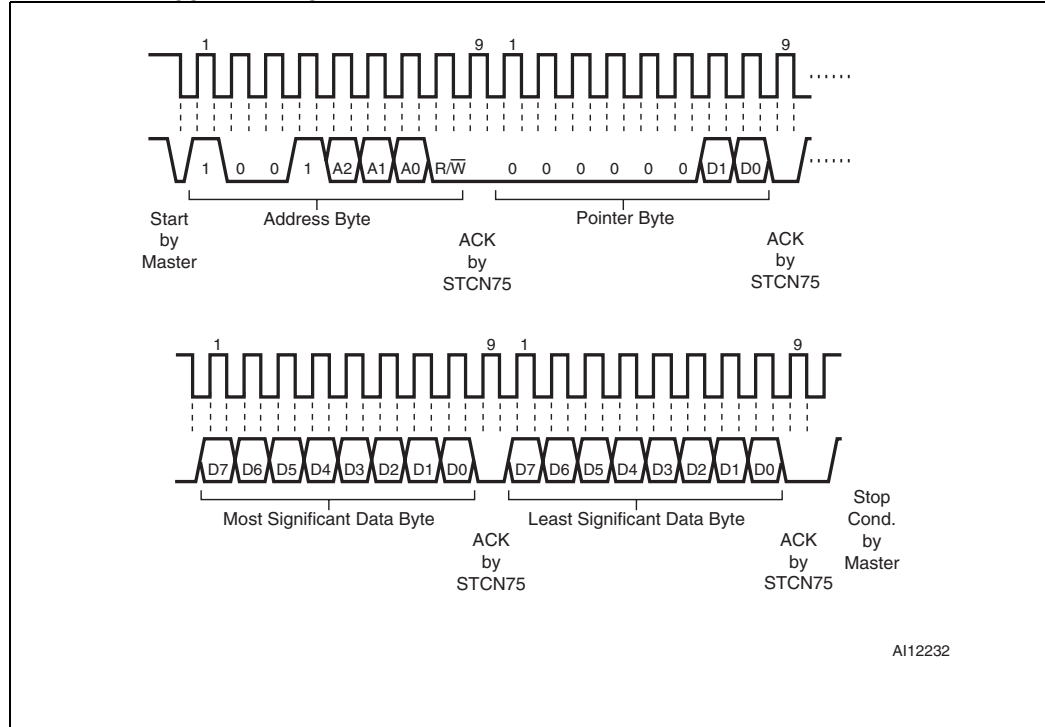 1 9 1 9
1 0 0 1 A2 A1 A0 R/W̅ 0 0 0 0 0 0 D1 D0
Address Byte Pointer Byte
Start
by
Master
ACK
by
STCN75
ACK
by
STCN75
1 9 1 9
D7 D6 D5 D4 D3 D2 D1 D0 D7 D6 D5 D4 D3 D2 D1 D0
Most Significant Data Byte Least Significant Data Byte
ACK
by
STCN75
ACK
by
STCN75
Stop
Cond.
by
Master
AI12232